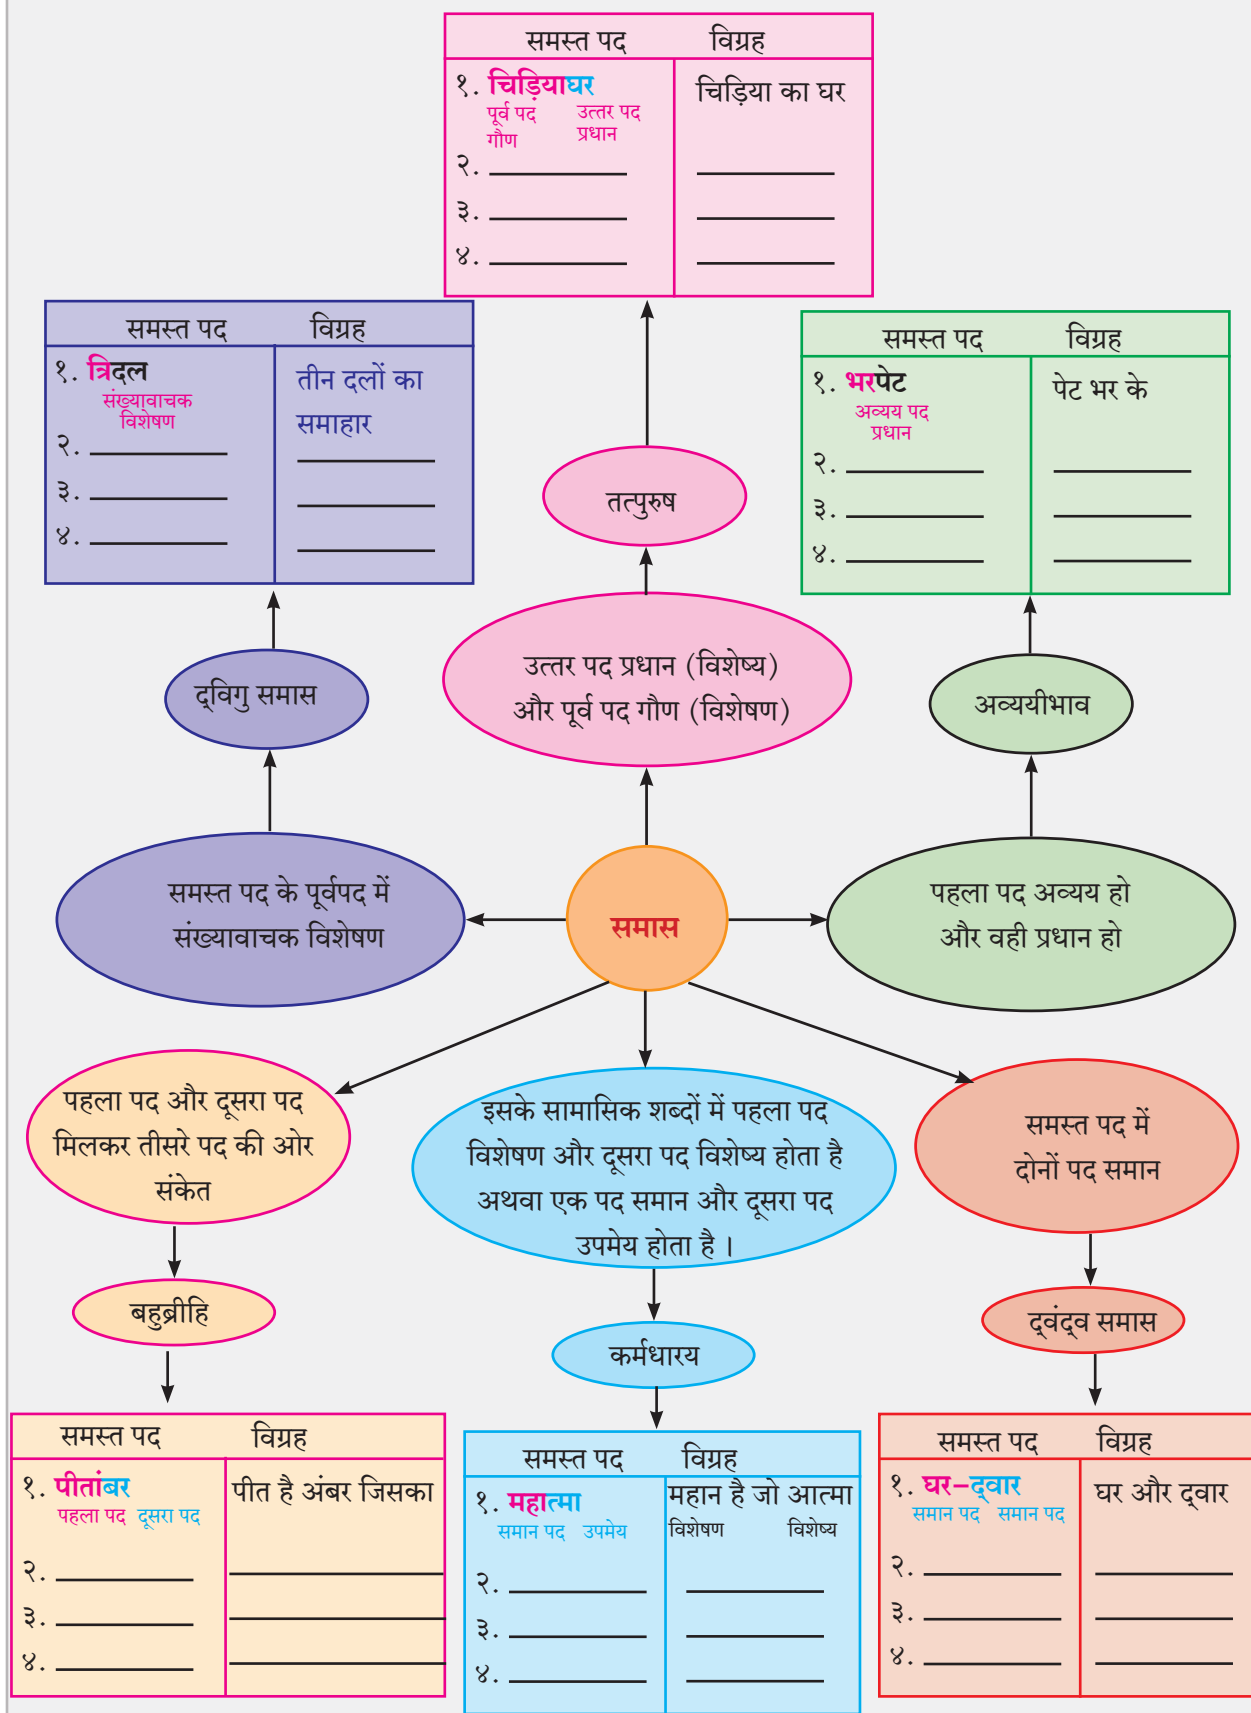 समस्त पद विग्रह
१. चिड़ियाघर चिड़िया का घर
पूर्व पद उत्तर पद
गौण प्रधान
२.
३.
४.
समस्त पद विग्रह
१. त्रिदल तीन दलों का
संख्यावाचक
विशेषण समाहार
२.
३.
४.
समस्त पद विग्रह
१. भरपेट पेट भर के
अव्यय पद
प्रधान
२.
३.
४.
तत्पुरुष
उत्तर पद प्रधान (विशेष्य)
और पूर्व पद गौण (विशेषण)
द्‌विगु समास
अव्ययीभाव
समस्त पद के पूर्वपद में
संख्यावाचक विशेषण
समास
पहला पद अव्यय हो
और वही प्रधान हो
पहला पद और दूसरा पद
मिलकर तीसरे पद की ओर
संकेत
इसके सामासिक शब्दों में पहला पद
विशेषण और दूसरा पद विशेष्य होता है
अथवा एक पद समान और दूसरा पद
उपमेय होता है ।
समस्त पद में
दोनों पद समान
बहुब्रीहि
कर्मधारय
द्‌वंद्‌व समास
समस्त पद विग्रह
१. पीतांबर पीत है अंबर जिसका
पहला पद दूसरा पद
२.
३.
४.
समस्त पद विग्रह
१. महात्मा महान है जो आत्मा
समान पद उपमेय विशेषण विशेष्य
२.
३.
४.
समस्त पद विग्रह
१. घर–द्‌वार घर और द्‌वार
समान पद समान पद
२.
३.
४.